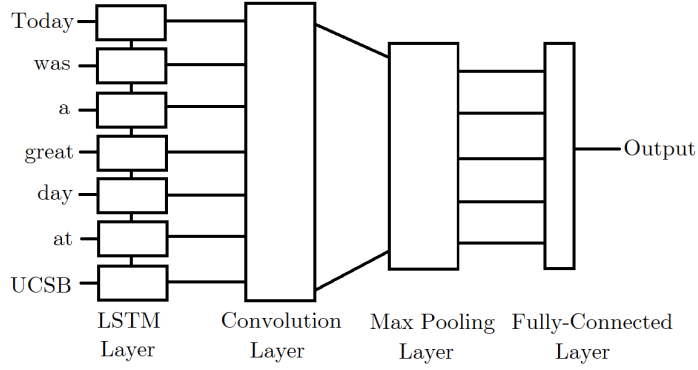 Today
was
a
great
day
at
UCSB
Output
LSTM
Layer
Convolution
Layer
Max Pooling
Layer
Fully-Connected
Layer